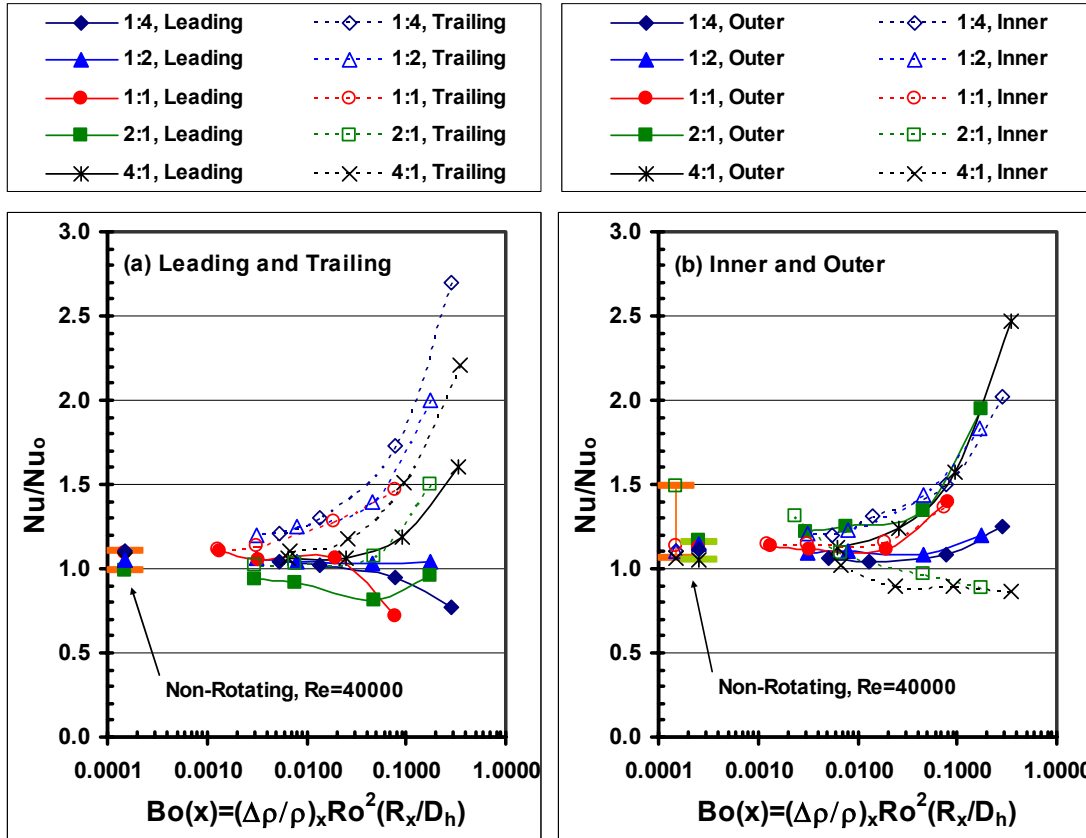 1:4, Leading 1:4, Trailing
1:2, Leading 1:2, Trailing
1:1, Leading 1:1, Trailing
2:1, Leading 2:1, Trailing
4:1, Leading 4:1, Trailing
1:4, Outer 1:4, Inner
1:2, Outer 1:2, Inner
1:1, Outer 1:1, Inner
2:1, Outer 2:1, Inner
4:1, Outer 4:1, Inner
(a) Leading and Trailing
Nu/Nuo
3.0
2.5
2.0
1.5
1.0
0.5
0.0
Non-Rotating, Re=40000
0.0001 0.0010 0.0100 0.1000 1.0000
Bo(x)=(Δρ/ρ)xRo²(Rx/Dh)
(b) Inner and Outer
Nu/Nuo
3.0
2.5
2.0
1.5
1.0
0.5
0.0
Non-Rotating, Re=40000
0.0001 0.0010 0.0100 0.1000 1.0000
Bo(x)=(Δρ/ρ)xRo²(Rx/Dh)